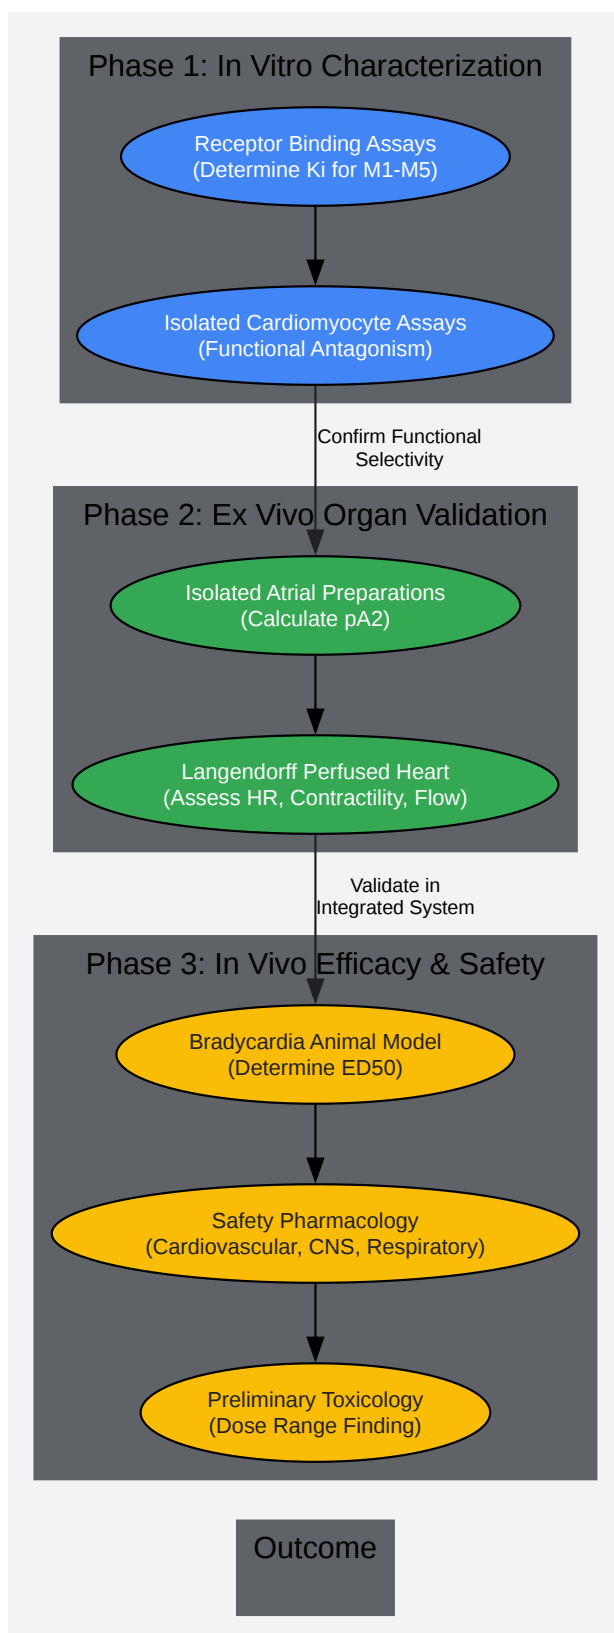 Phase 1: In Vitro Characterization
Receptor Binding Assays
(Determine Ki for M1-M5)
Isolated Cardiomyocyte Assays
(Functional Antagonism)
Confirm Functional
Selectivity
Phase 2: Ex Vivo Organ Validation
Isolated Atrial Preparations
(Calculate pA2)
Langendorff Perfused Heart
(Assess HR, Contractility, Flow)
Validate in
Integrated System
Phase 3: In Vivo Efficacy & Safety
Bradycardia Animal Model
(Determine ED50)
Safety Pharmacology
(Cardiovascular, CNS, Respiratory)
Preliminary Toxicology
(Dose Range Finding)
Outcome